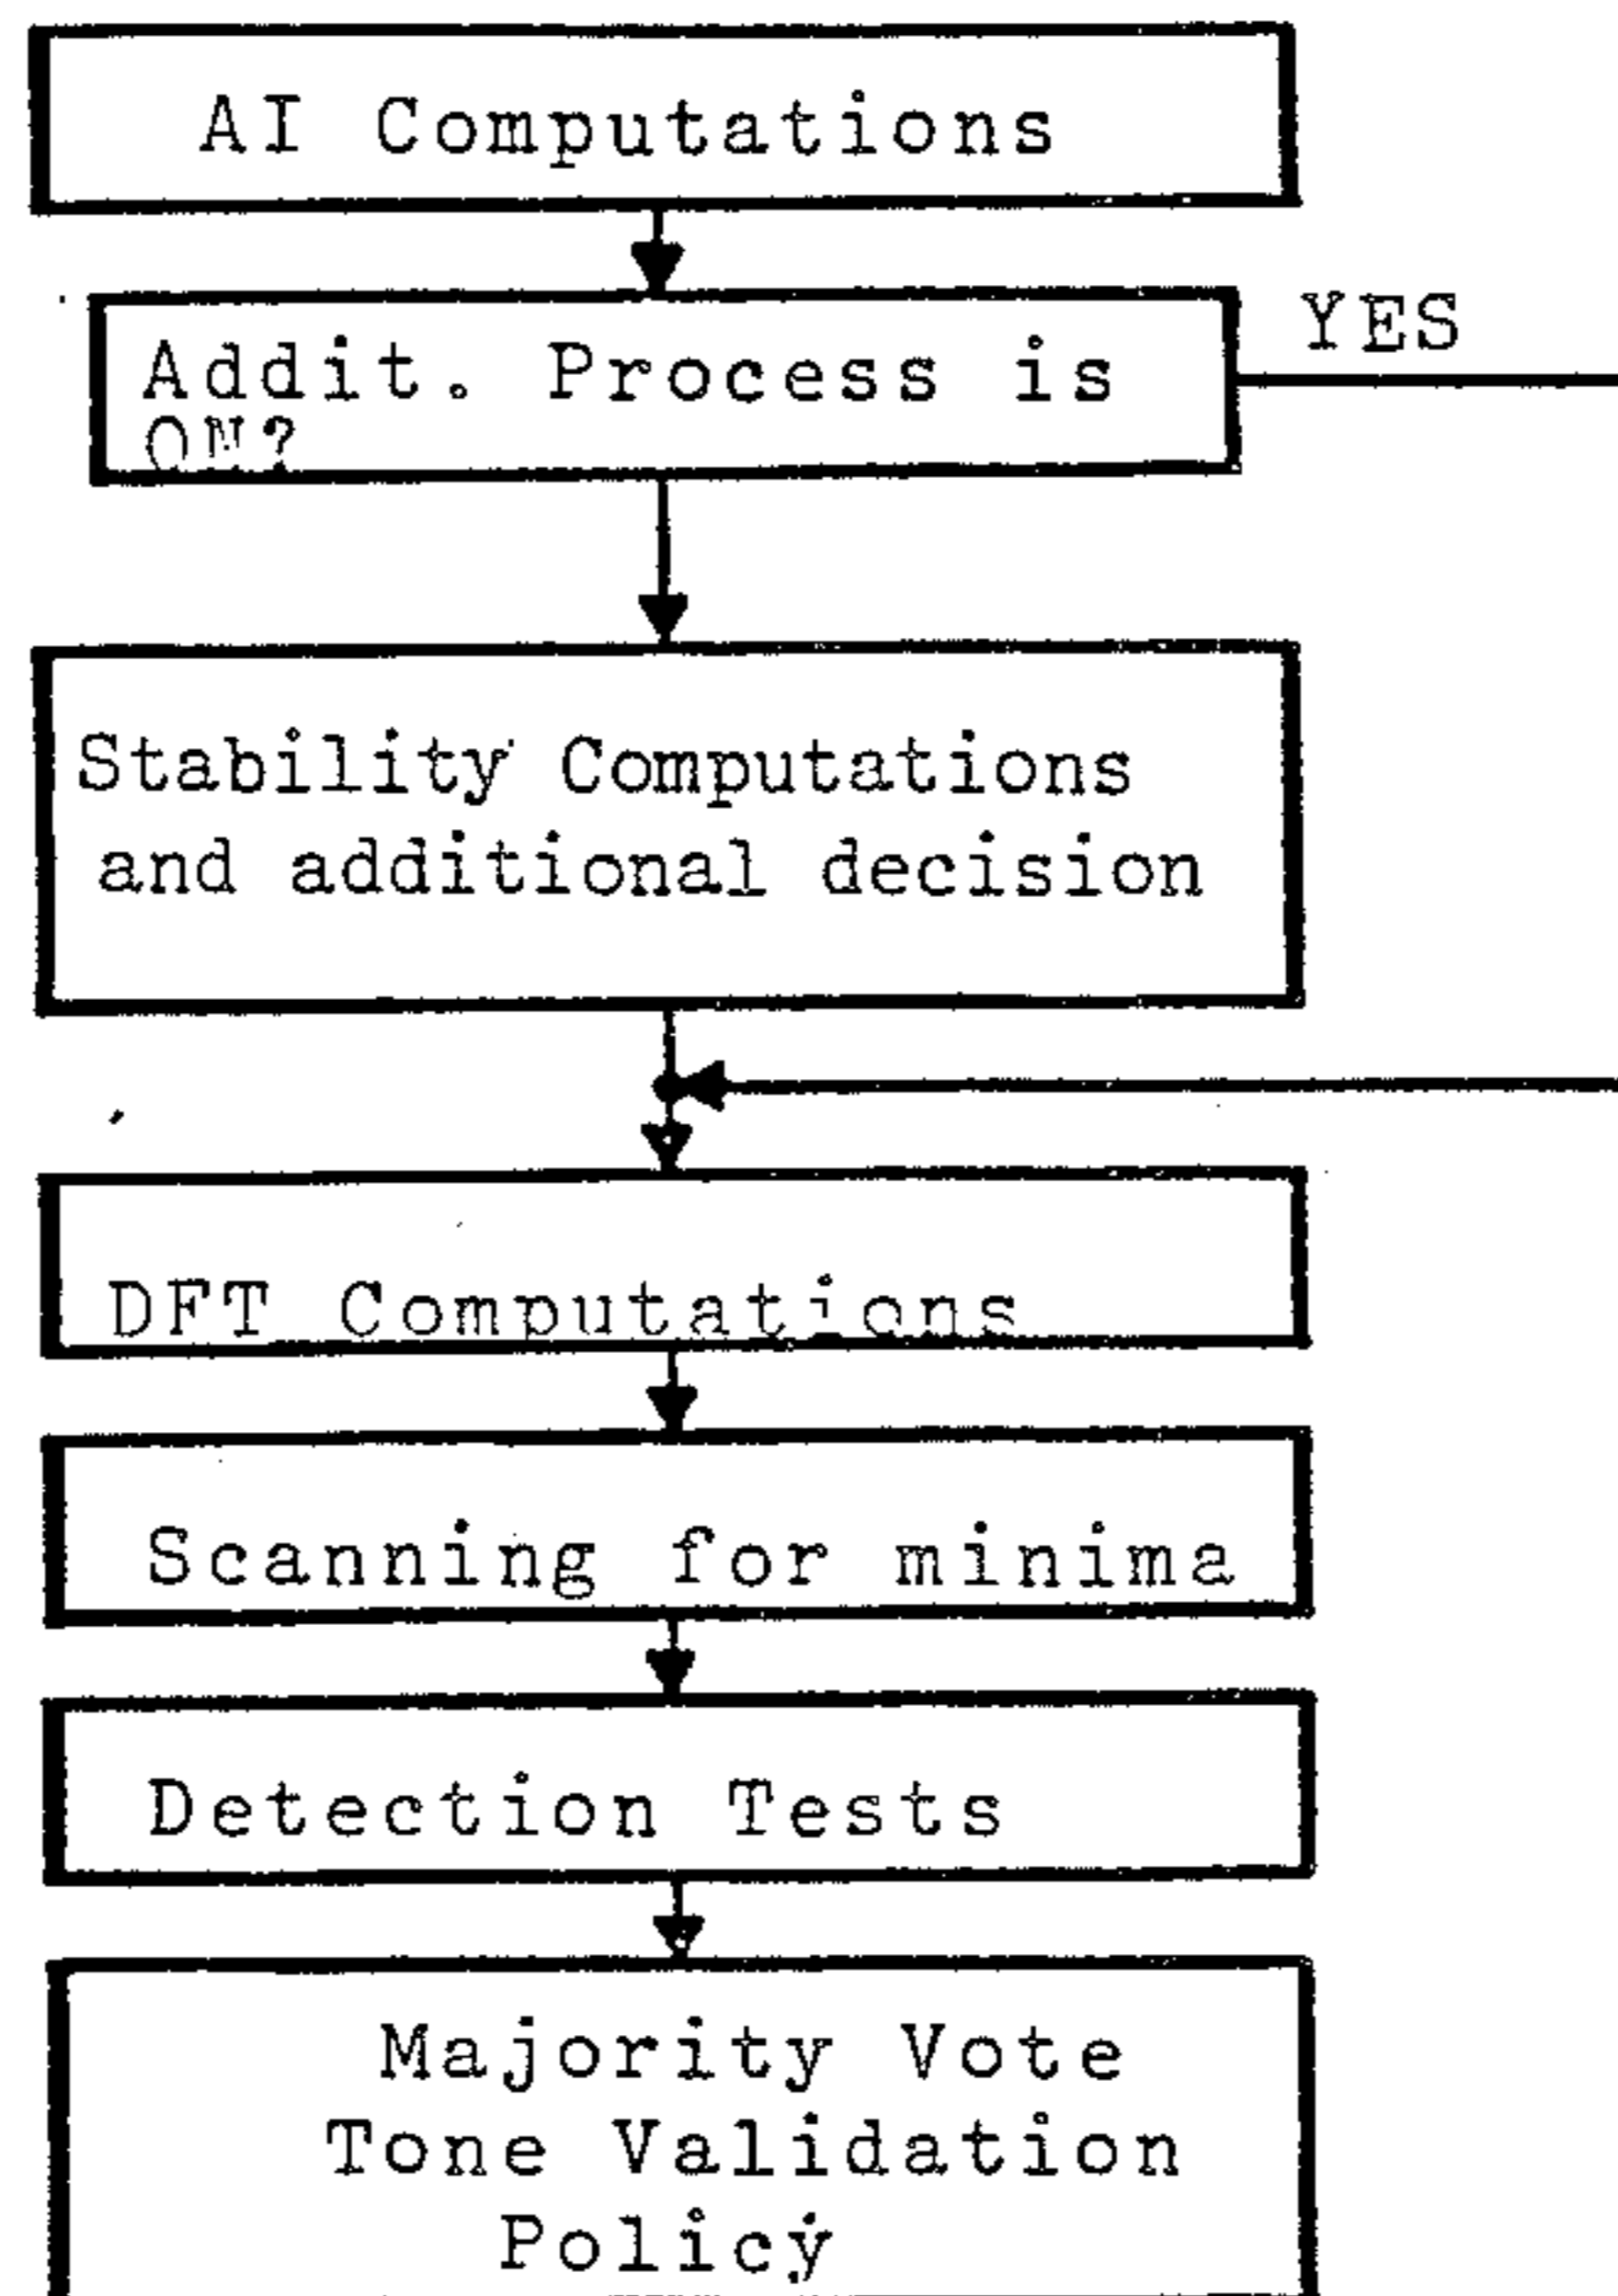 AI Computations
Addit. Process is
YES
ON?
Stability Computations
and additional decision
DFT Computations
Scanning for minima
Detection Tests
Majority Vote
Tone Validation
Policy